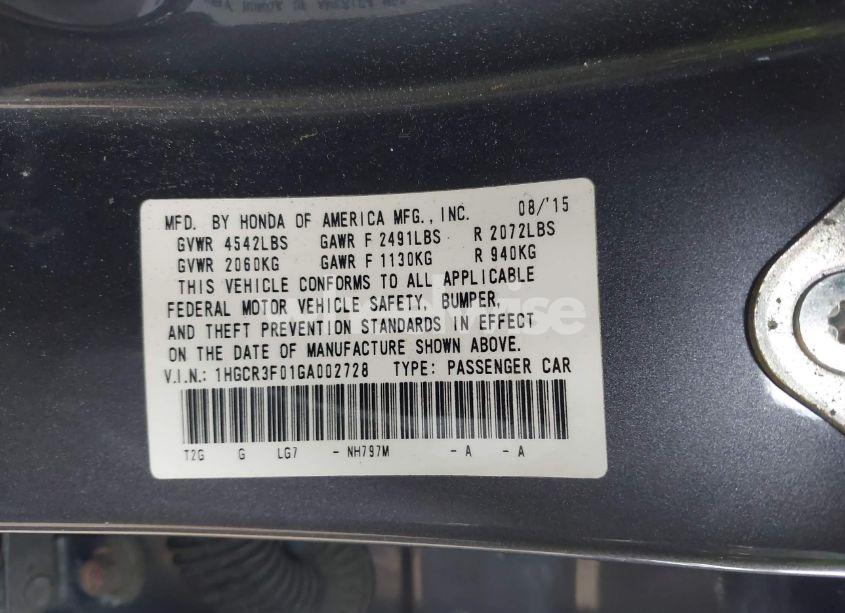 MFD. BY HONDA OF AMERICA MFG., INC. 08/'15
GVWR 4542LBS GAWR F 2491LBS R 2072LBS
GVWR 2060KG GAWR F 1130KG R 940KG
THIS VEHICLE CONFORMS TO ALL APPLICABLE
FEDERAL MOTOR VEHICLE SAFETY, BUMPER,
AND THEFT PREVENTION STANDARDS IN EFFECT
ON THE DATE OF MANUFACTURE SHOWN ABOVE.
V.I.N.: 1HGCR3F01GA002728 TYPE: PASSENGER CAR
T2G G LG7 - NH797M - A - A